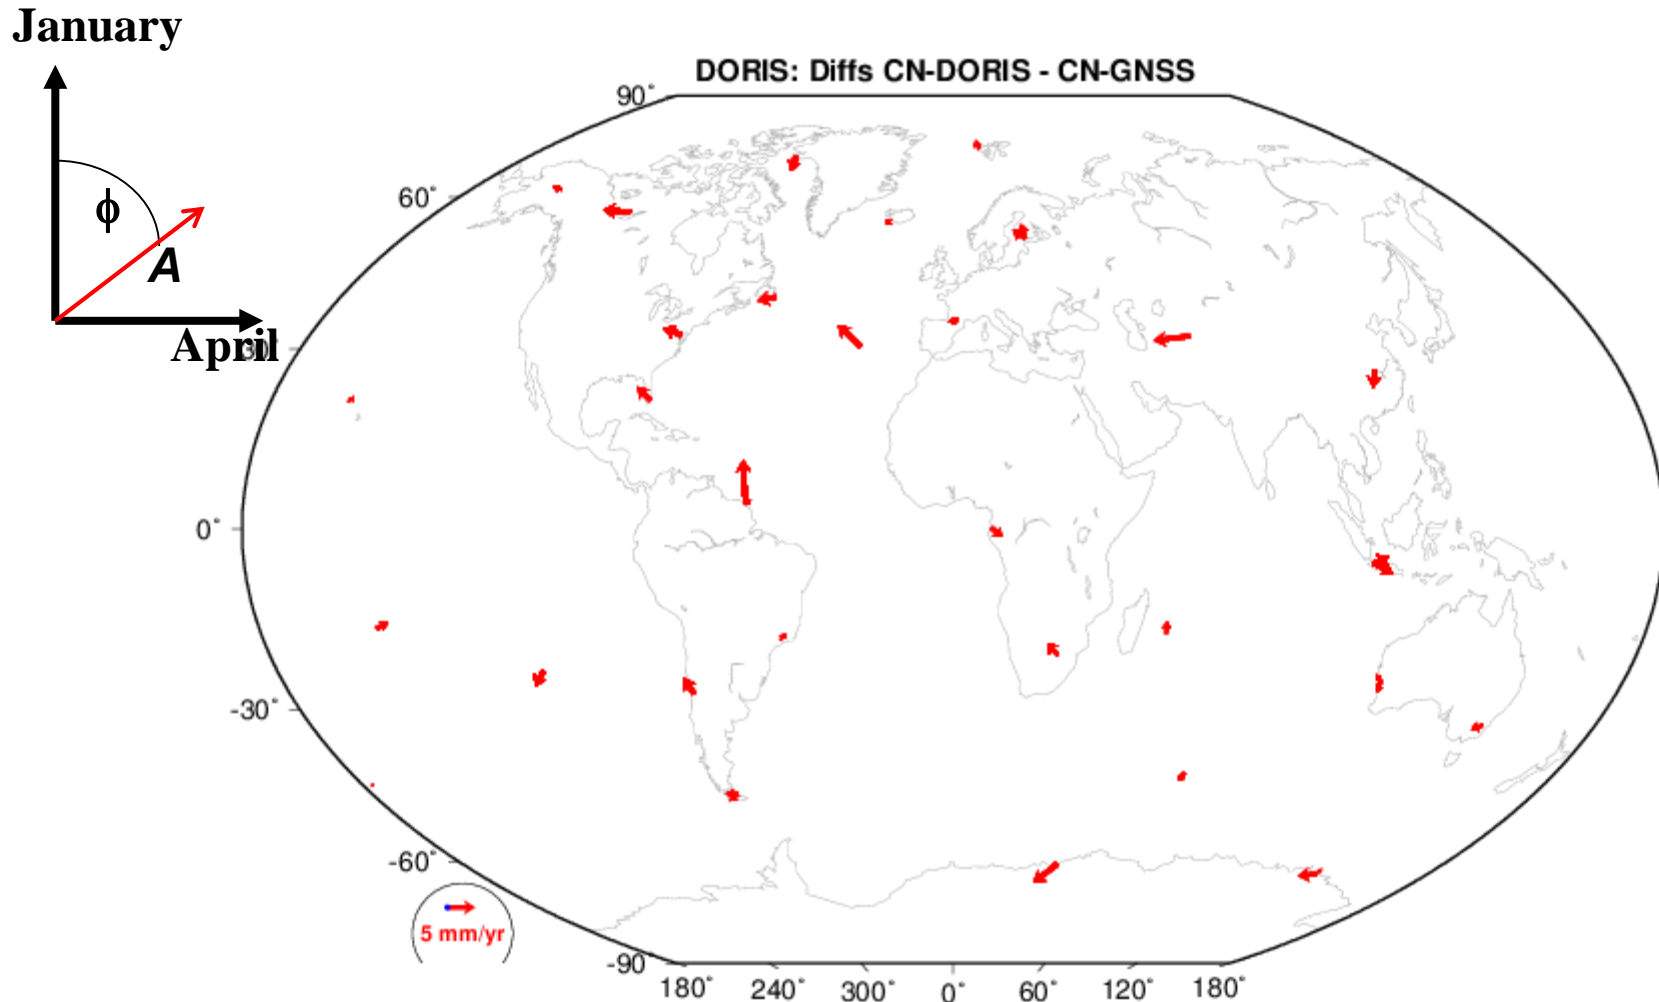 January
ϕ
A
April
DORIS: Diffs CN-DORIS - CN-GNSS
90˚
60˚
30˚
0˚
-30˚
-60˚
-90˚
5 mm/yr
180˚ 240˚ 300˚ 0˚ 60˚ 120˚ 180˚